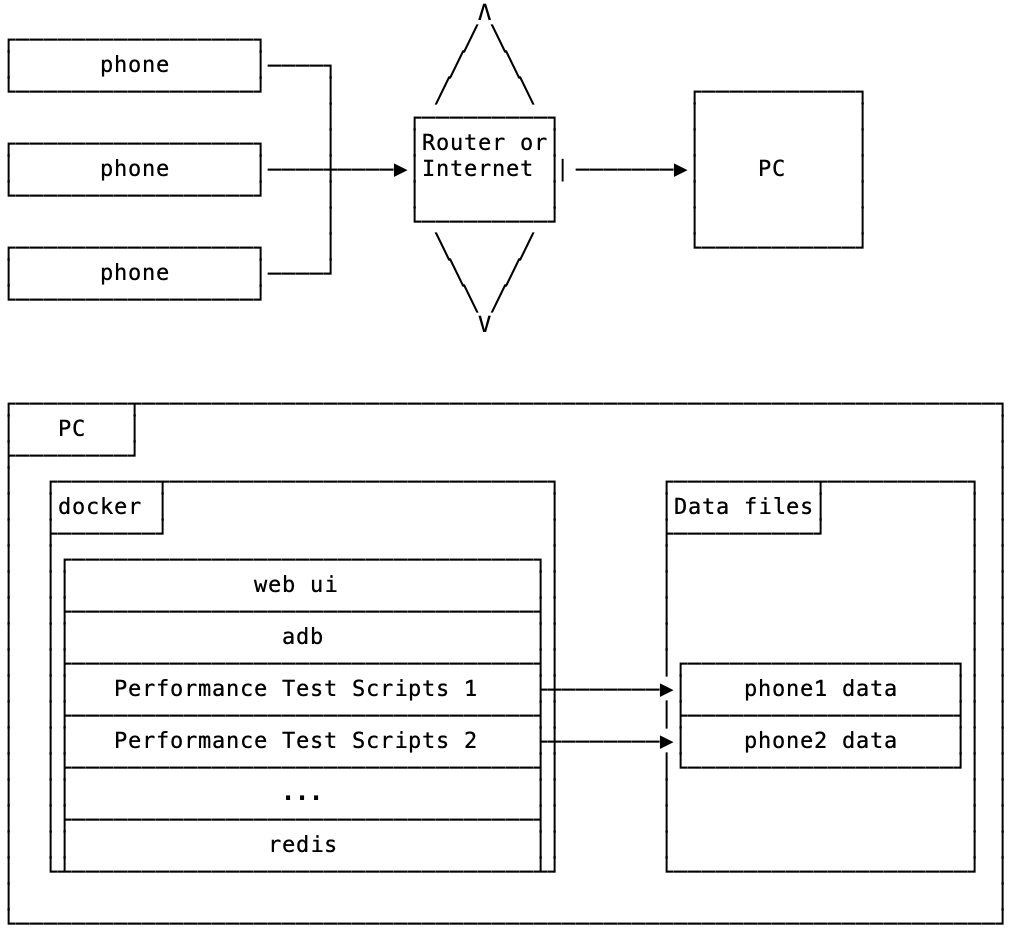 phone
phone
phone
Router or
Internet
PC
PC
docker
web ui
adb
Performance Test Scripts 1
Performance Test Scripts 2
...
redis
Data files
phone1 data
phone2 data